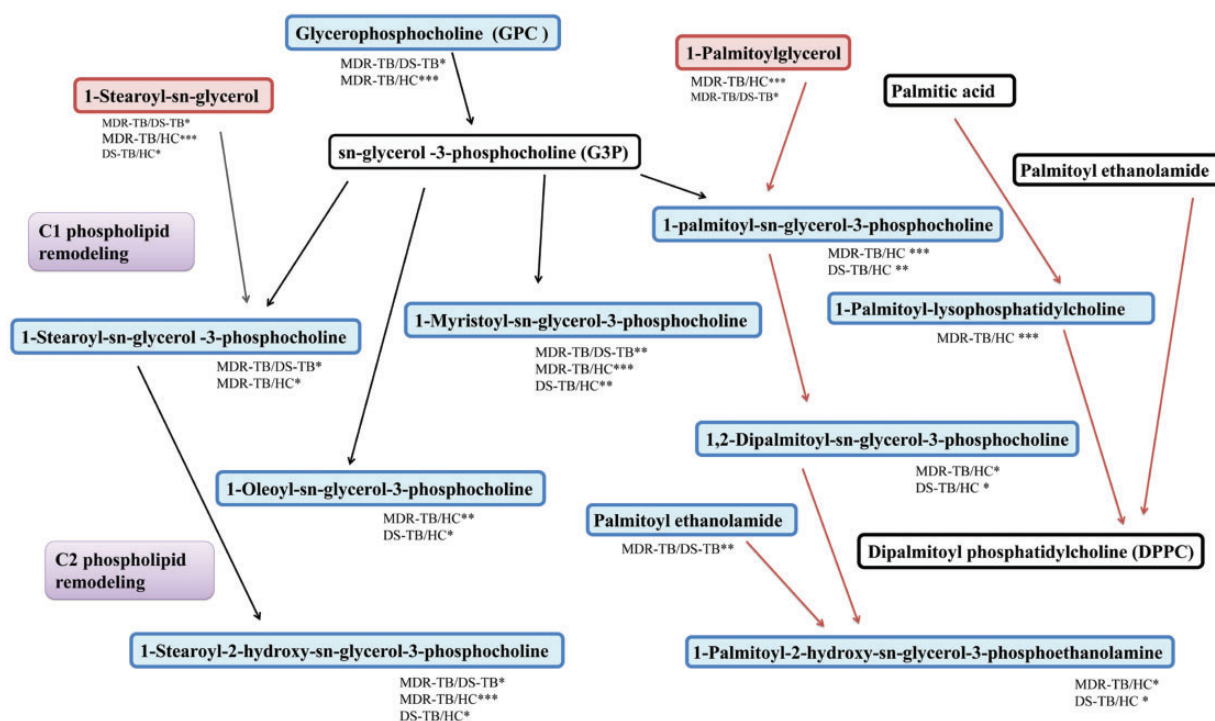 Glycerophosphocholine (GPC )
MDR-TB/DS-TB*
MDR-TB/HC***
1-Palmitoylglycerol
MDR-TB/HC***
MDR-TB/DS-TB*
1-Stearoyl-sn-glycerol
MDR-TB/DS-TB*
MDR-TB/HC***
DS-TB/HC*
Palmitic acid
sn-glycerol -3-phosphocholine (G3P)
Palmitoyl ethanolamide
C1 phospholipid
remodeling
1-palmitoyl-sn-glycerol-3-phosphocholine
MDR-TB/HC ***
DS-TB/HC **
1-Stearoyl-sn-glycerol -3-phosphocholine
MDR-TB/DS-TB*
MDR-TB/HC*
1-Myristoyl-sn-glycerol-3-phosphocholine
MDR-TB/DS-TB**
MDR-TB/HC***
DS-TB/HC**
1-Palmitoyl-lysophosphatidylcholine
MDR-TB/HC ***
1,2-Dipalmitoyl-sn-glycerol-3-phosphocholine
MDR-TB/HC*
DS-TB/HC *
1-Oleoyl-sn-glycerol-3-phosphocholine
MDR-TB/HC**
DS-TB/HC*
Palmitoyl ethanolamide
MDR-TB/DS-TB**
C2 phospholipid
remodeling
Dipalmitoyl phosphatidylcholine (DPPC)
1-Stearoyl-2-hydroxy-sn-glycerol-3-phosphocholine
MDR-TB/DS-TB*
MDR-TB/HC***
DS-TB/HC*
1-Palmitoyl-2-hydroxy-sn-glycerol-3-phosphoethanolamine
MDR-TB/HC*
DS-TB/HC *